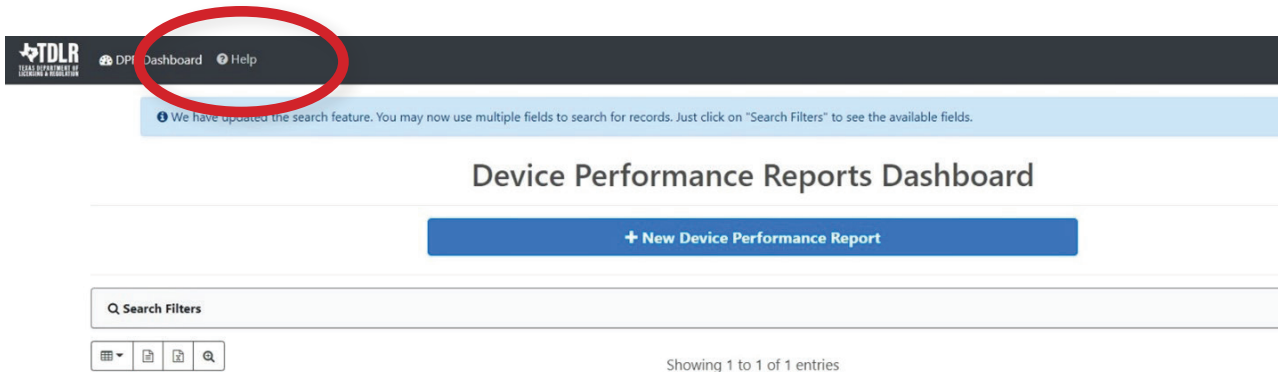 TDLR
TEXAS DEPARTMENT OF
LICENSING & REGULATION
DPR Dashboard Help
We have updated the search feature. You may now use multiple fields to search for records. Just click on "Search Filters" to see the available fields.
Device Performance Reports Dashboard
+ New Device Performance Report
Search Filters
Showing 1 to 1 of 1 entries